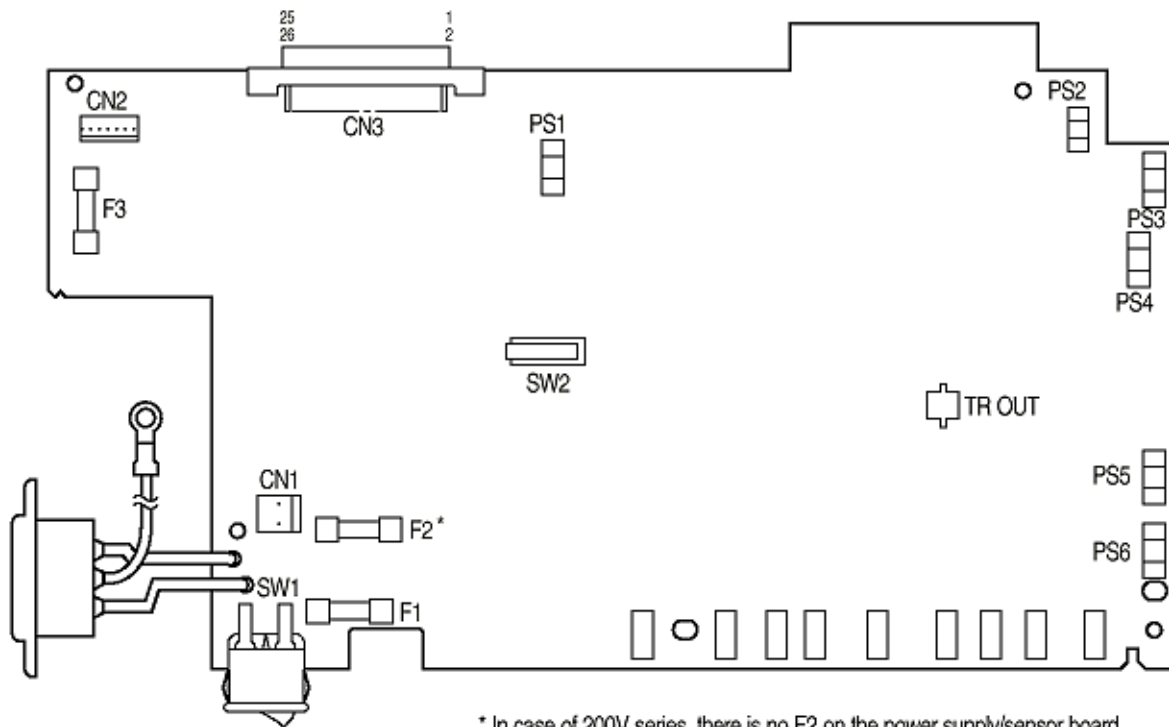 25 1
26 2
CN2
CN3
PS1
PS2
F3
PS3
PS4
SW2
TR OUT
CN1
PS5
F2*
PS6
SW1
F1
* In case of 200V series, there is no F2 on the power supply/sensor board